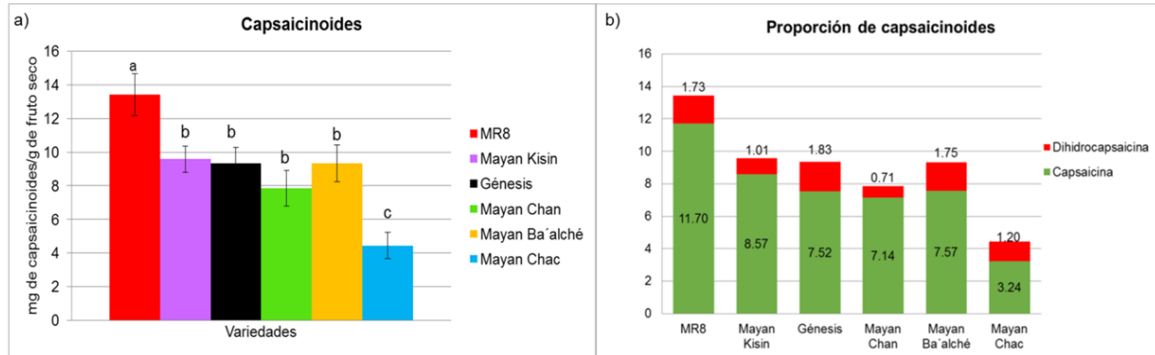 a)
Capsaicinoides
mg de capsaicinoides/g de fruto seco
16
14
12
10
8
6
4
2
0
a
b
b
b
b
c
Variedades
MR8
Mayan Kisin
Génesis
Mayan Chan
Mayan Ba´alché
Mayan Chac
b)
Proporción de capsaicinoides
16
14
12
10
8
6
4
2
0
1.73
1.01
1.83
0.71
1.75
1.20
11.70
8.57
7.52
7.14
7.57
3.24
MR8
Mayan Kisin
Génesis
Mayan Chan
Mayan Ba´alché
Mayan Chac
Dihidrocapsaicina
Capsaicina